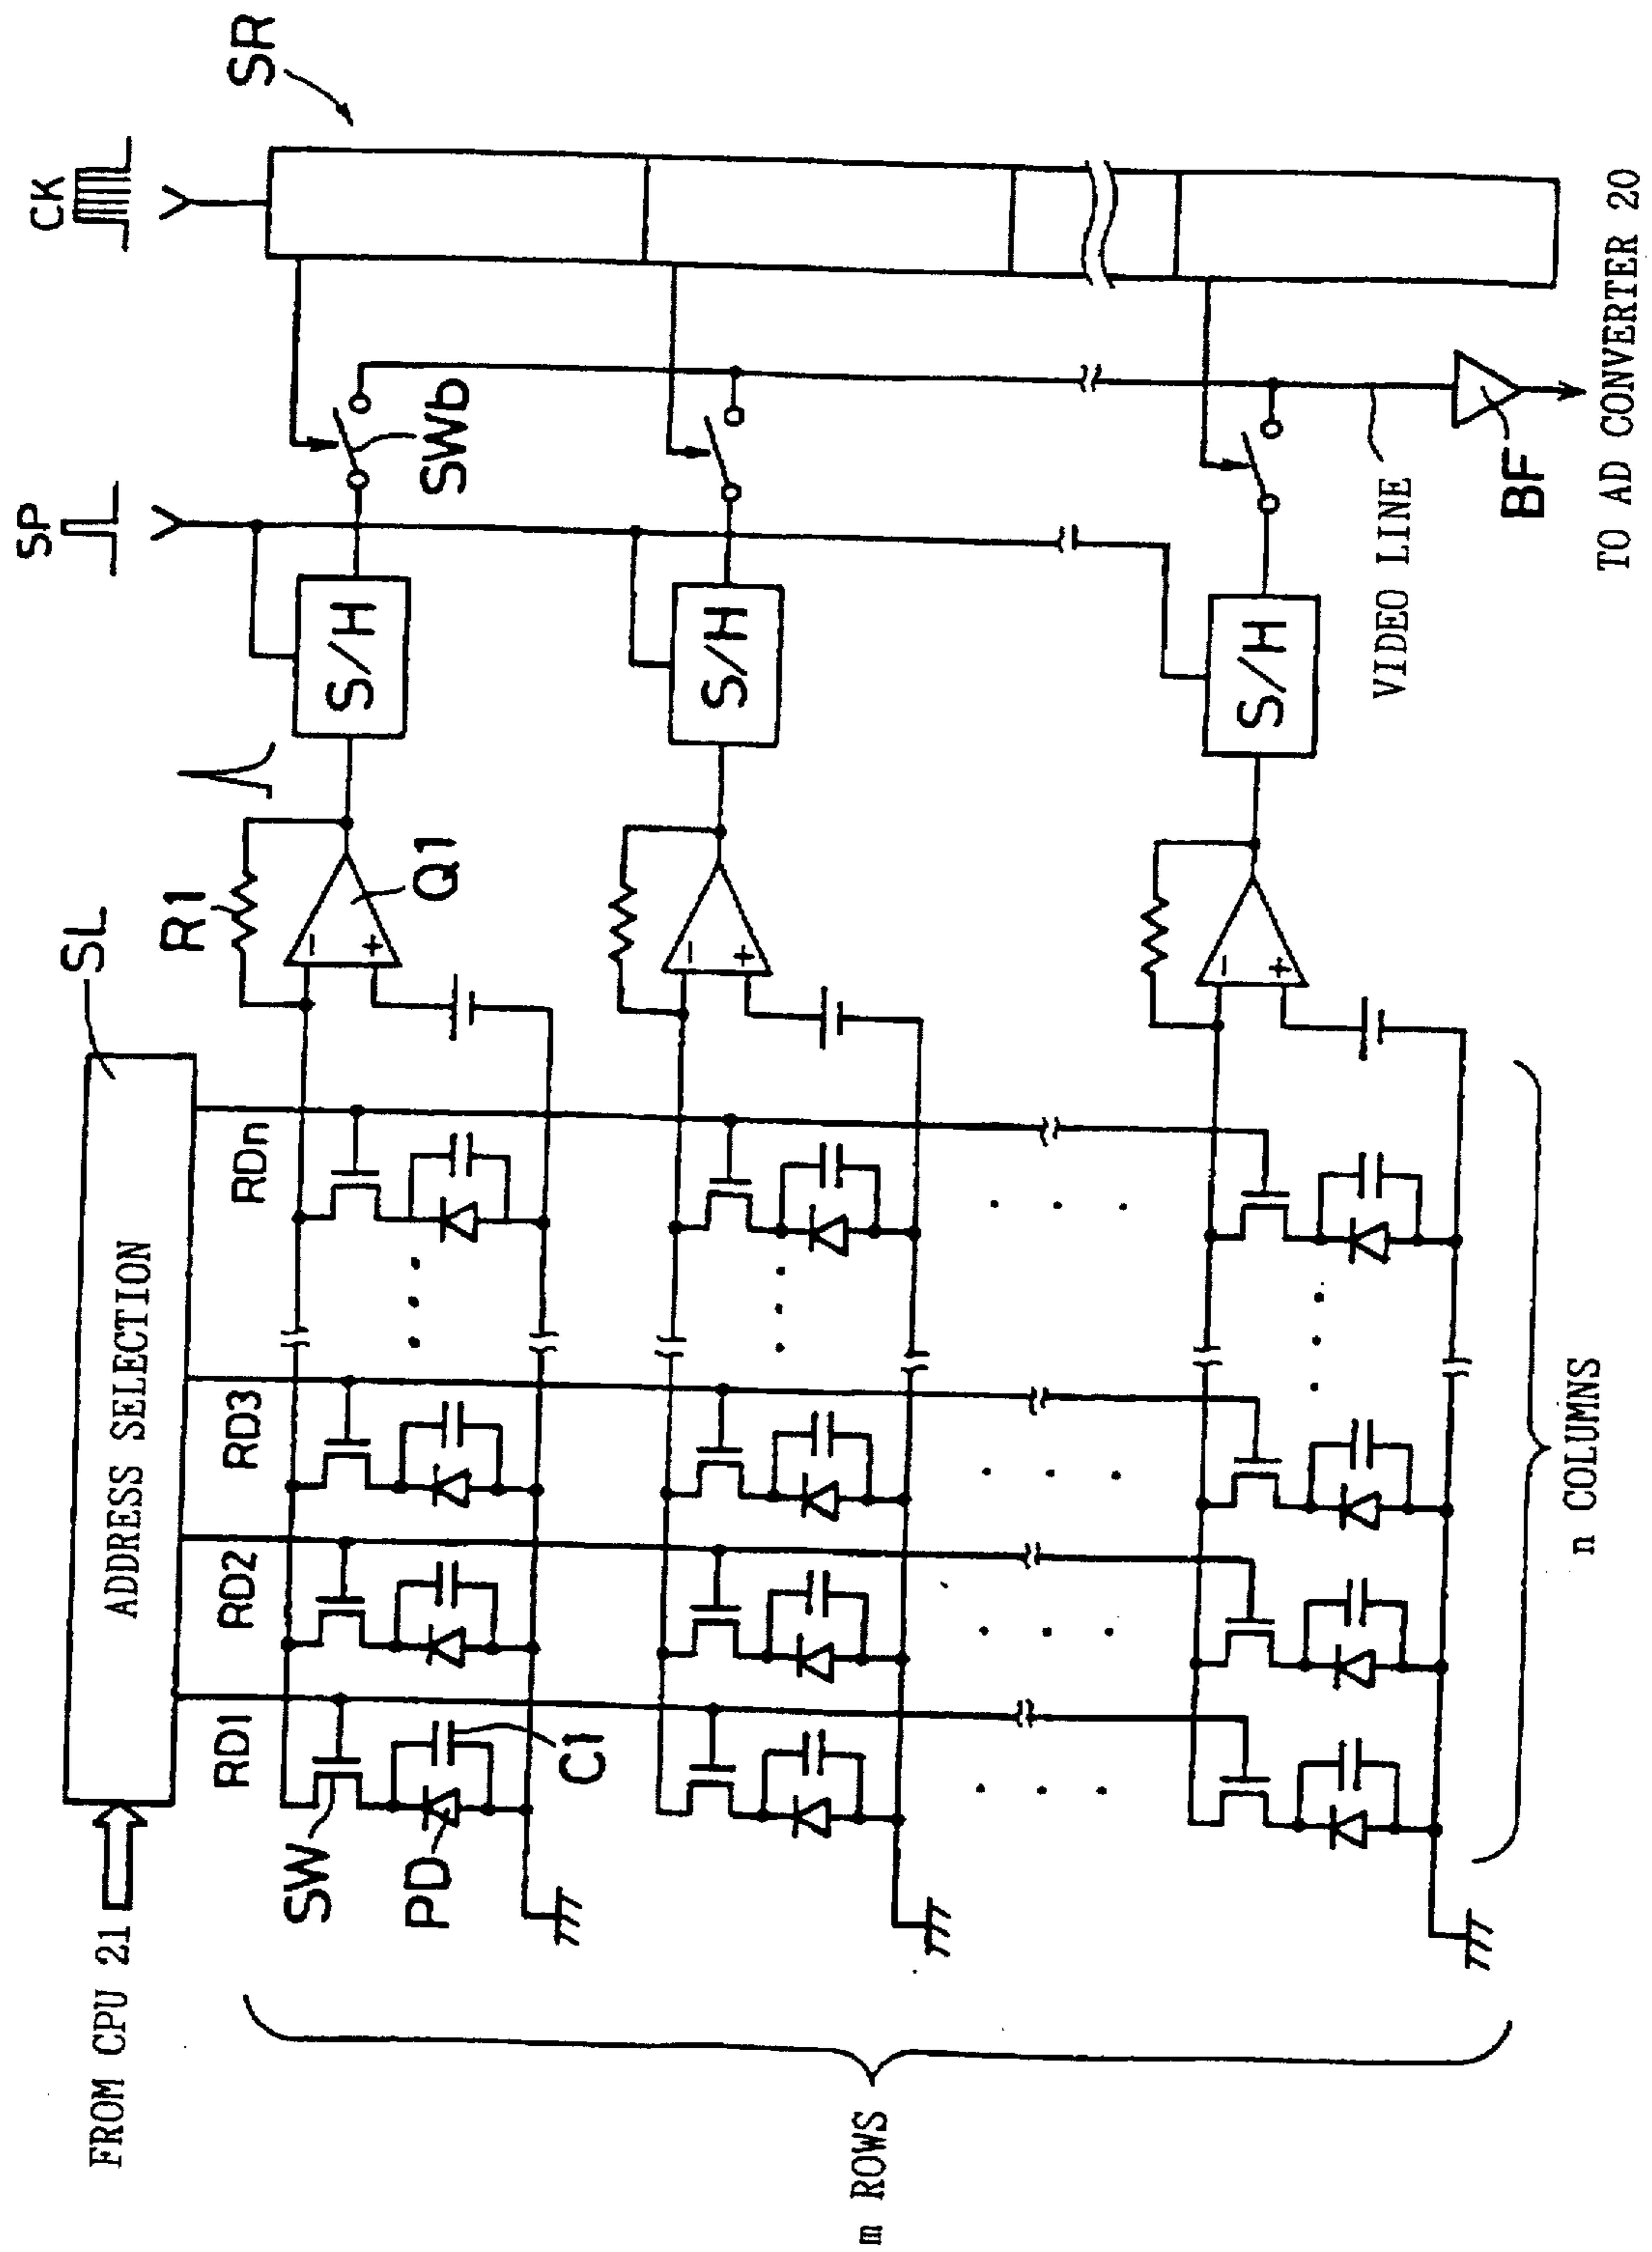 FROM CPU 21
ADDRESS SELECTION
SL
RD1
RD2
RD3
RDn
SW
PD
C1
R1
Q1
- +
- +
- +
S/H
S/H
S/H
SP
CK
SWb
SR
VIDEO LINE
BF
TO AD CONVERTER 20
m ROWS
n COLUMNS